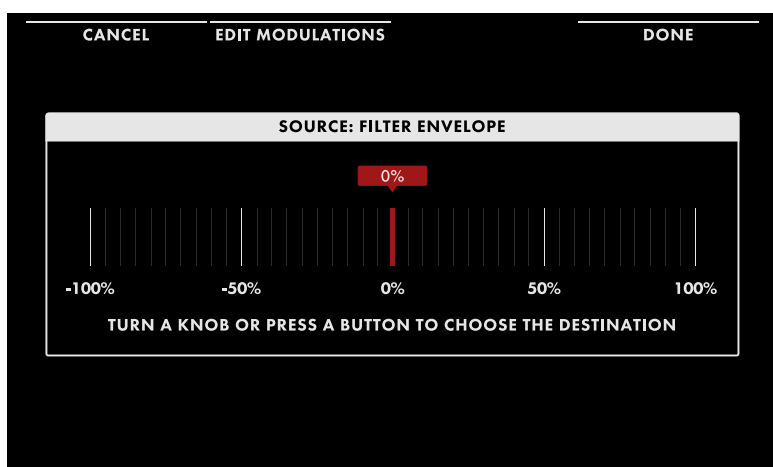 CANCEL EDIT MODULATIONS DONE
SOURCE: FILTER ENVELOPE
0%
-100% -50% 0% 50% 100%
TURN A KNOB OR PRESS A BUTTON TO CHOOSE THE DESTINATION